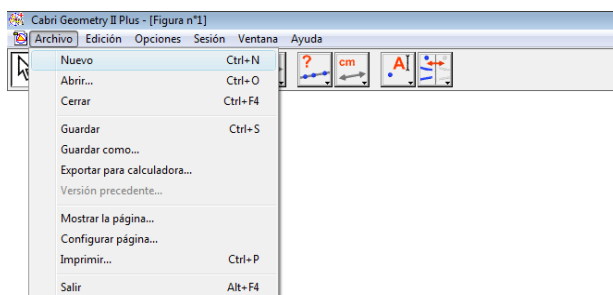 Cabri Geometry II Plus - [Figura nº1]
Archivo Edición Opciones Sesión Ventana Ayuda
? cm A
Nuevo Ctrl+N
Abrir... Ctrl+O
Cerrar Ctrl+F4
Guardar Ctrl+S
Guardar como...
Exportar para calculadora...
Versión precedente...
Mostrar la página...
Configurar página...
Imprimir... Ctrl+P
Salir Alt+F4